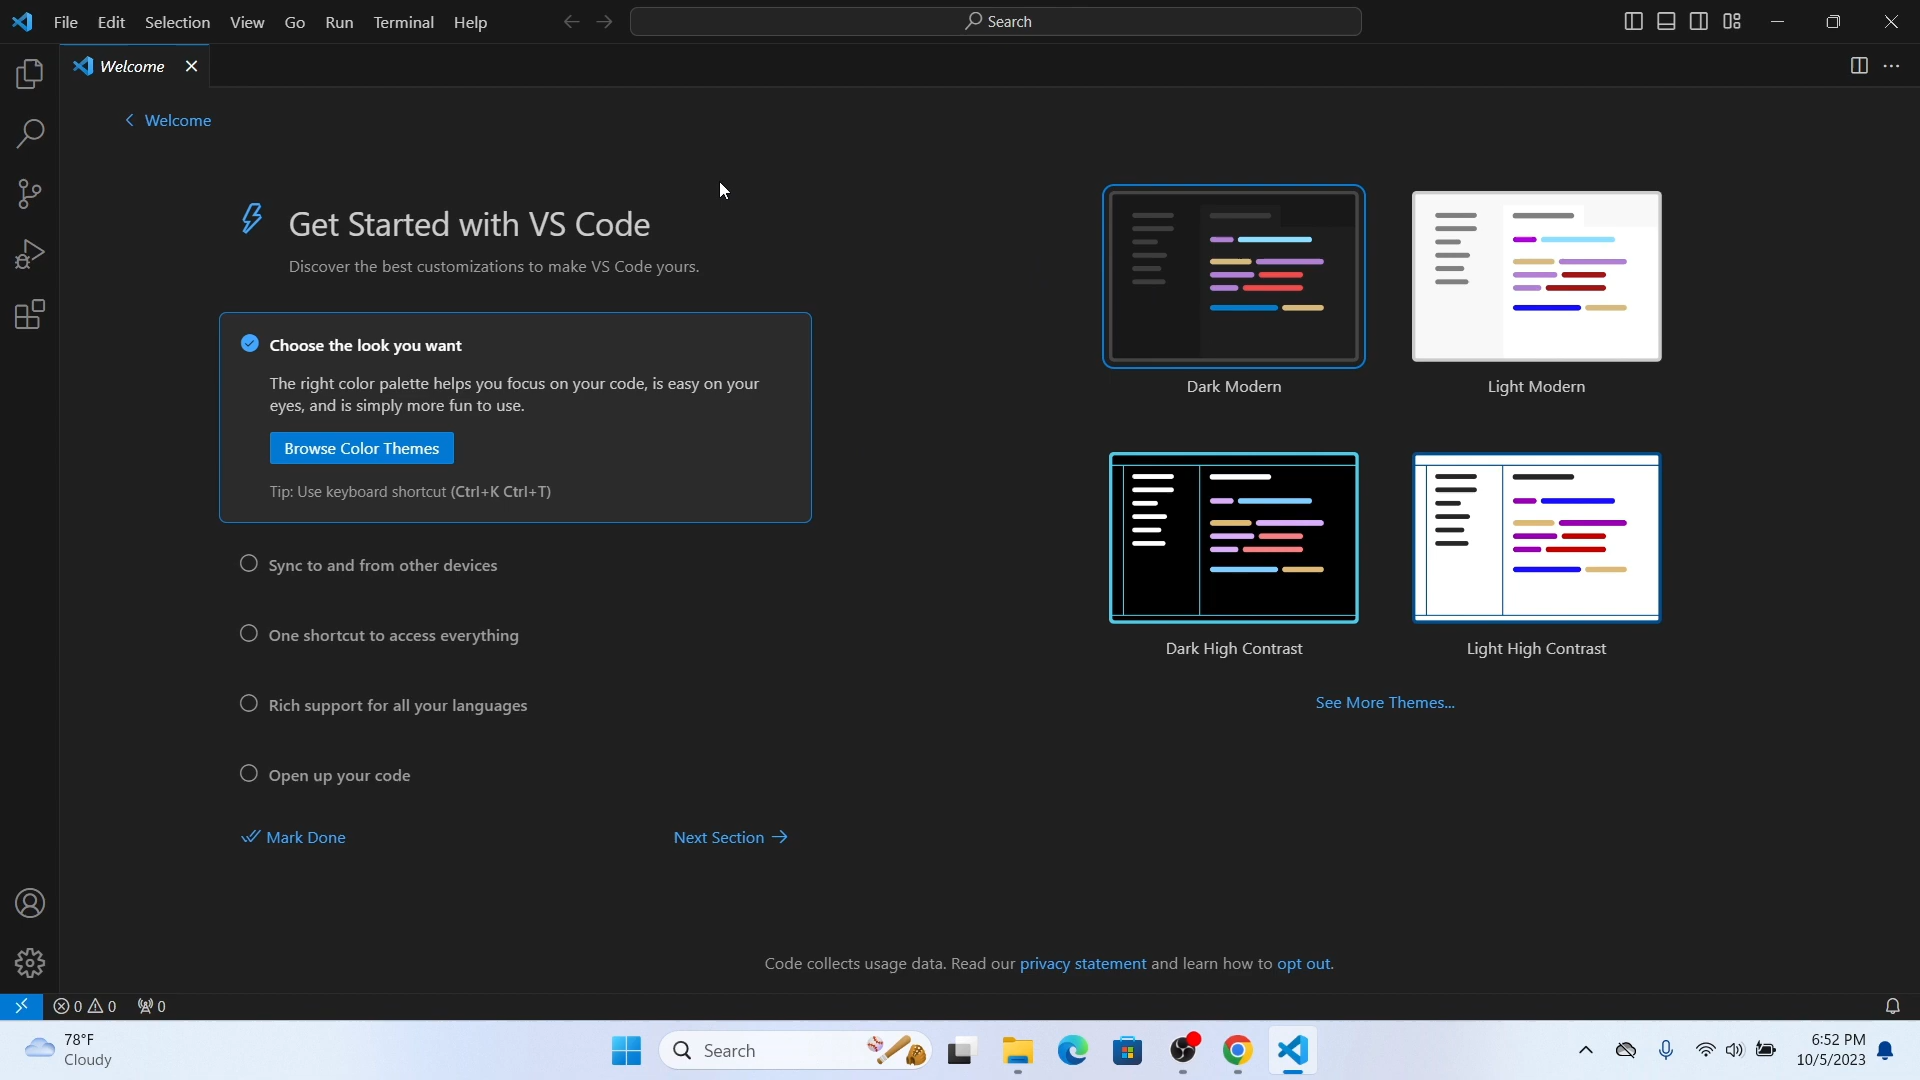 File Edit Selection View Go Run Terminal Help
Search
Welcome
Welcome
Get Started with VS Code
Discover the best customizations to make VS Code yours.
Choose the look you want
The right color palette helps you focus on your code, is easy on your
eyes, and is simply more fun to use.
Browse Color Themes
Tip: Use keyboard shortcut (Ctrl+K Ctrl+T)
Sync to and from other devices
One shortcut to access everything
Rich support for all your languages
Open up your code
Mark Done
Next Section
Dark Modern
Light Modern
Dark High Contrast
Light High Contrast
See More Themes...
Code collects usage data. Read our privacy statement and learn how to opt out.
0 0 0
78°F
Cloudy
Search
6:52 PM
10/5/2023